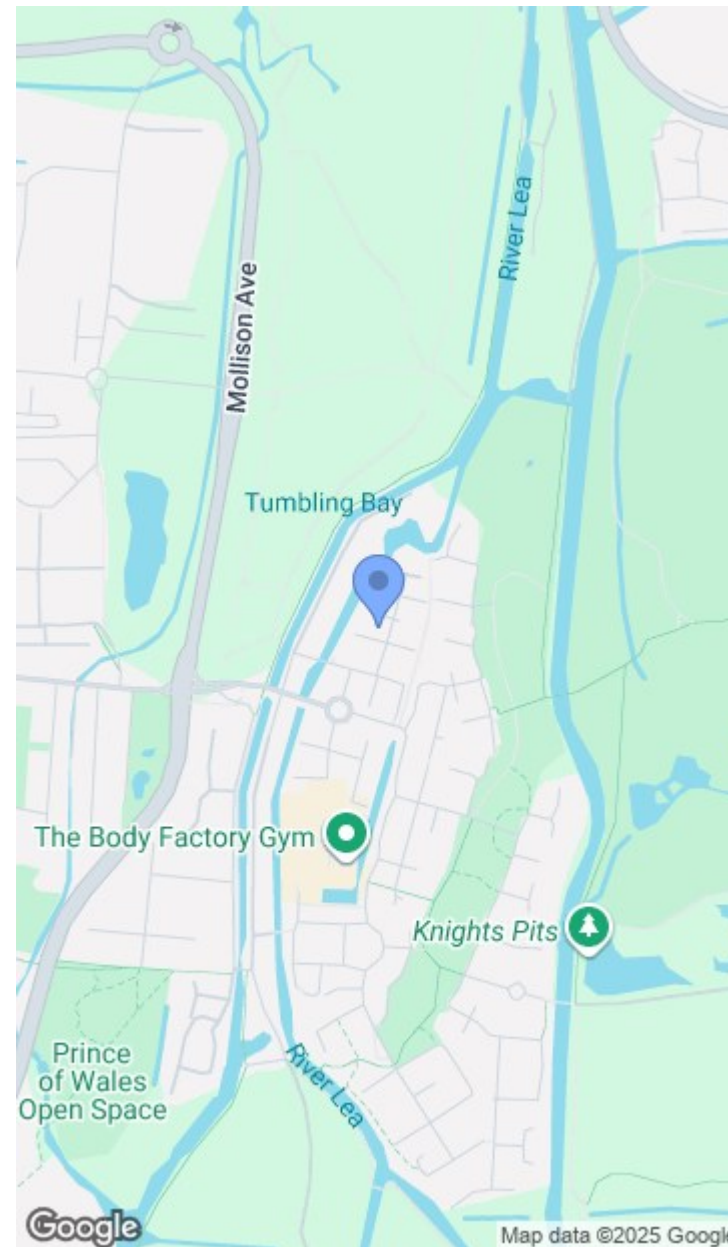 River Lea
Mollison Ave
Tumbling Bay
The Body Factory Gym
Knights Pits
Prince
of Wales
Open Space
River Lea
Google
Map data ©2025 Google